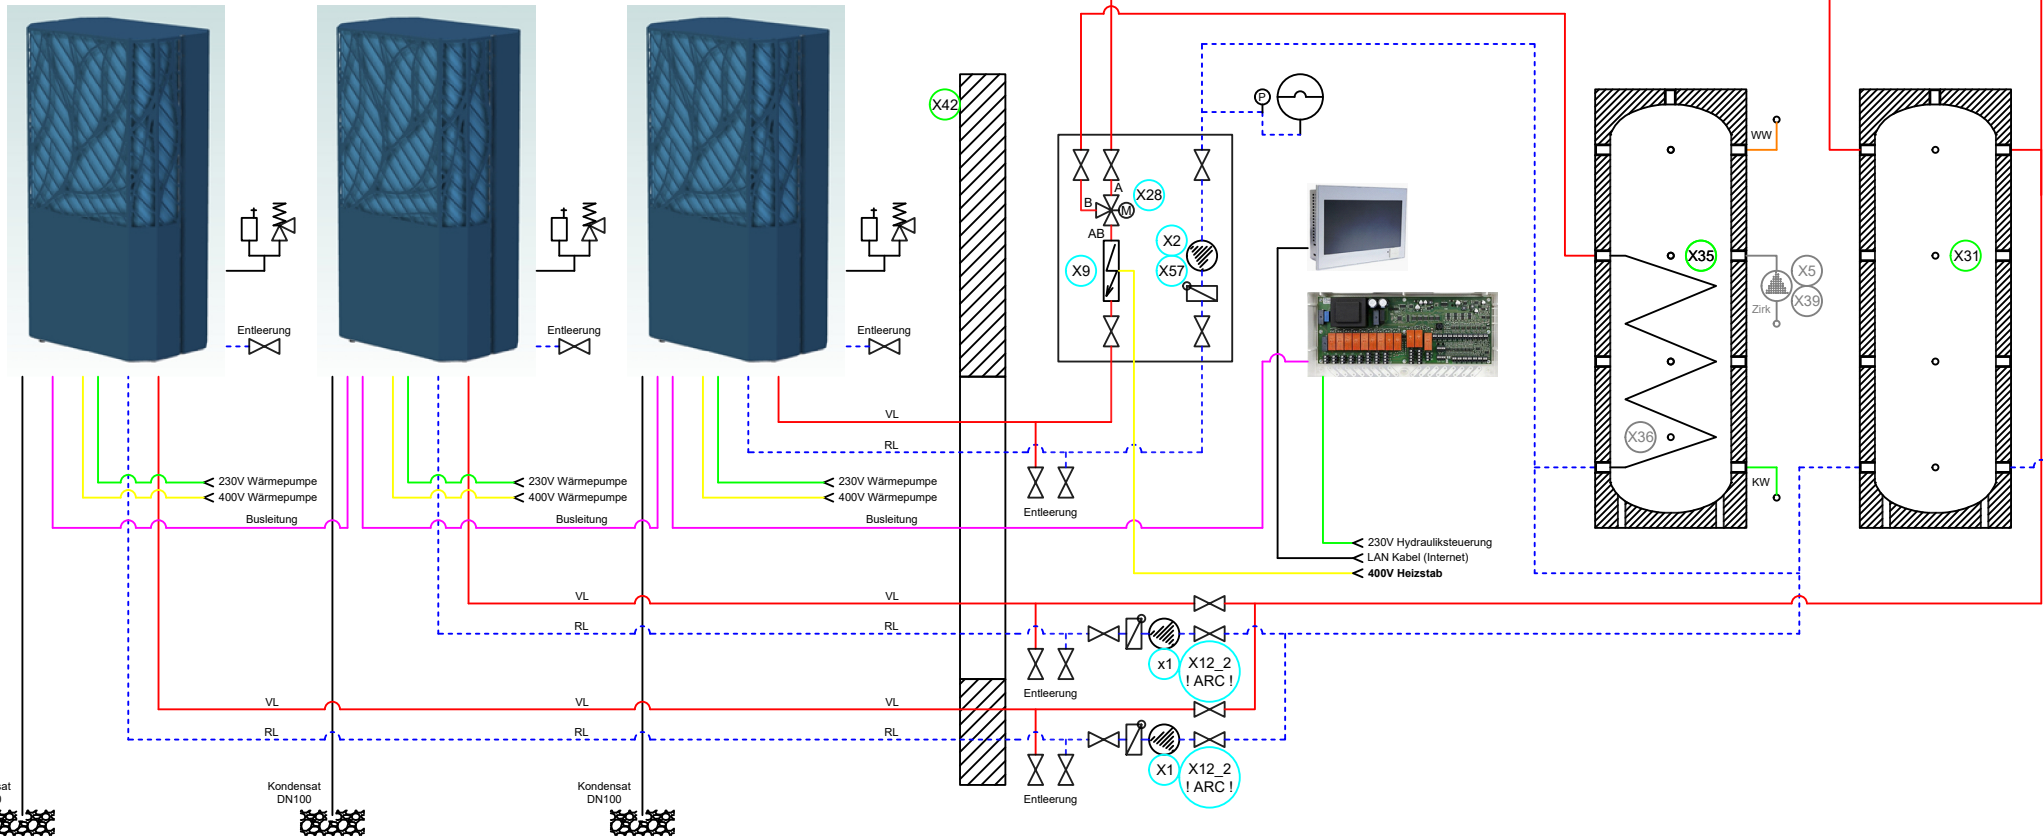 X42
P
A
B
M
X28
AB
X9
X2
X57
WW
X35
X31
X5
X39
Zirk
X36
KW
Entleerung
Entleerung
Entleerung
VL
RL
230V Wärmepumpe
400V Wärmepumpe
Busleitung
230V Wärmepumpe
400V Wärmepumpe
Busleitung
230V Wärmepumpe
400V Wärmepumpe
Busleitung
Entleerung
230V Hydrauliksteuerung
LAN Kabel (Internet)
400V Heizstab
VL
VL
RL
RL
x1
X12_2
! ARC !
Entleerung
VL
VL
VL
RL
RL
RL
X1
X12_2
! ARC !
Entleerung
sat
Kondensat
DN100
Kondensat
DN100